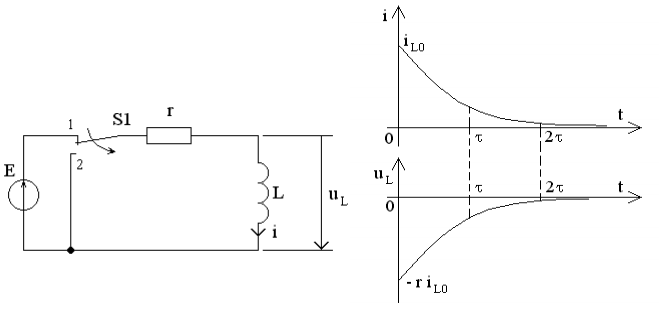 1
S1
r
2
E
L
u_L
i
i
i_L0
t
0
τ
2τ
u_L
0
τ
2τ
t
- r i_L0